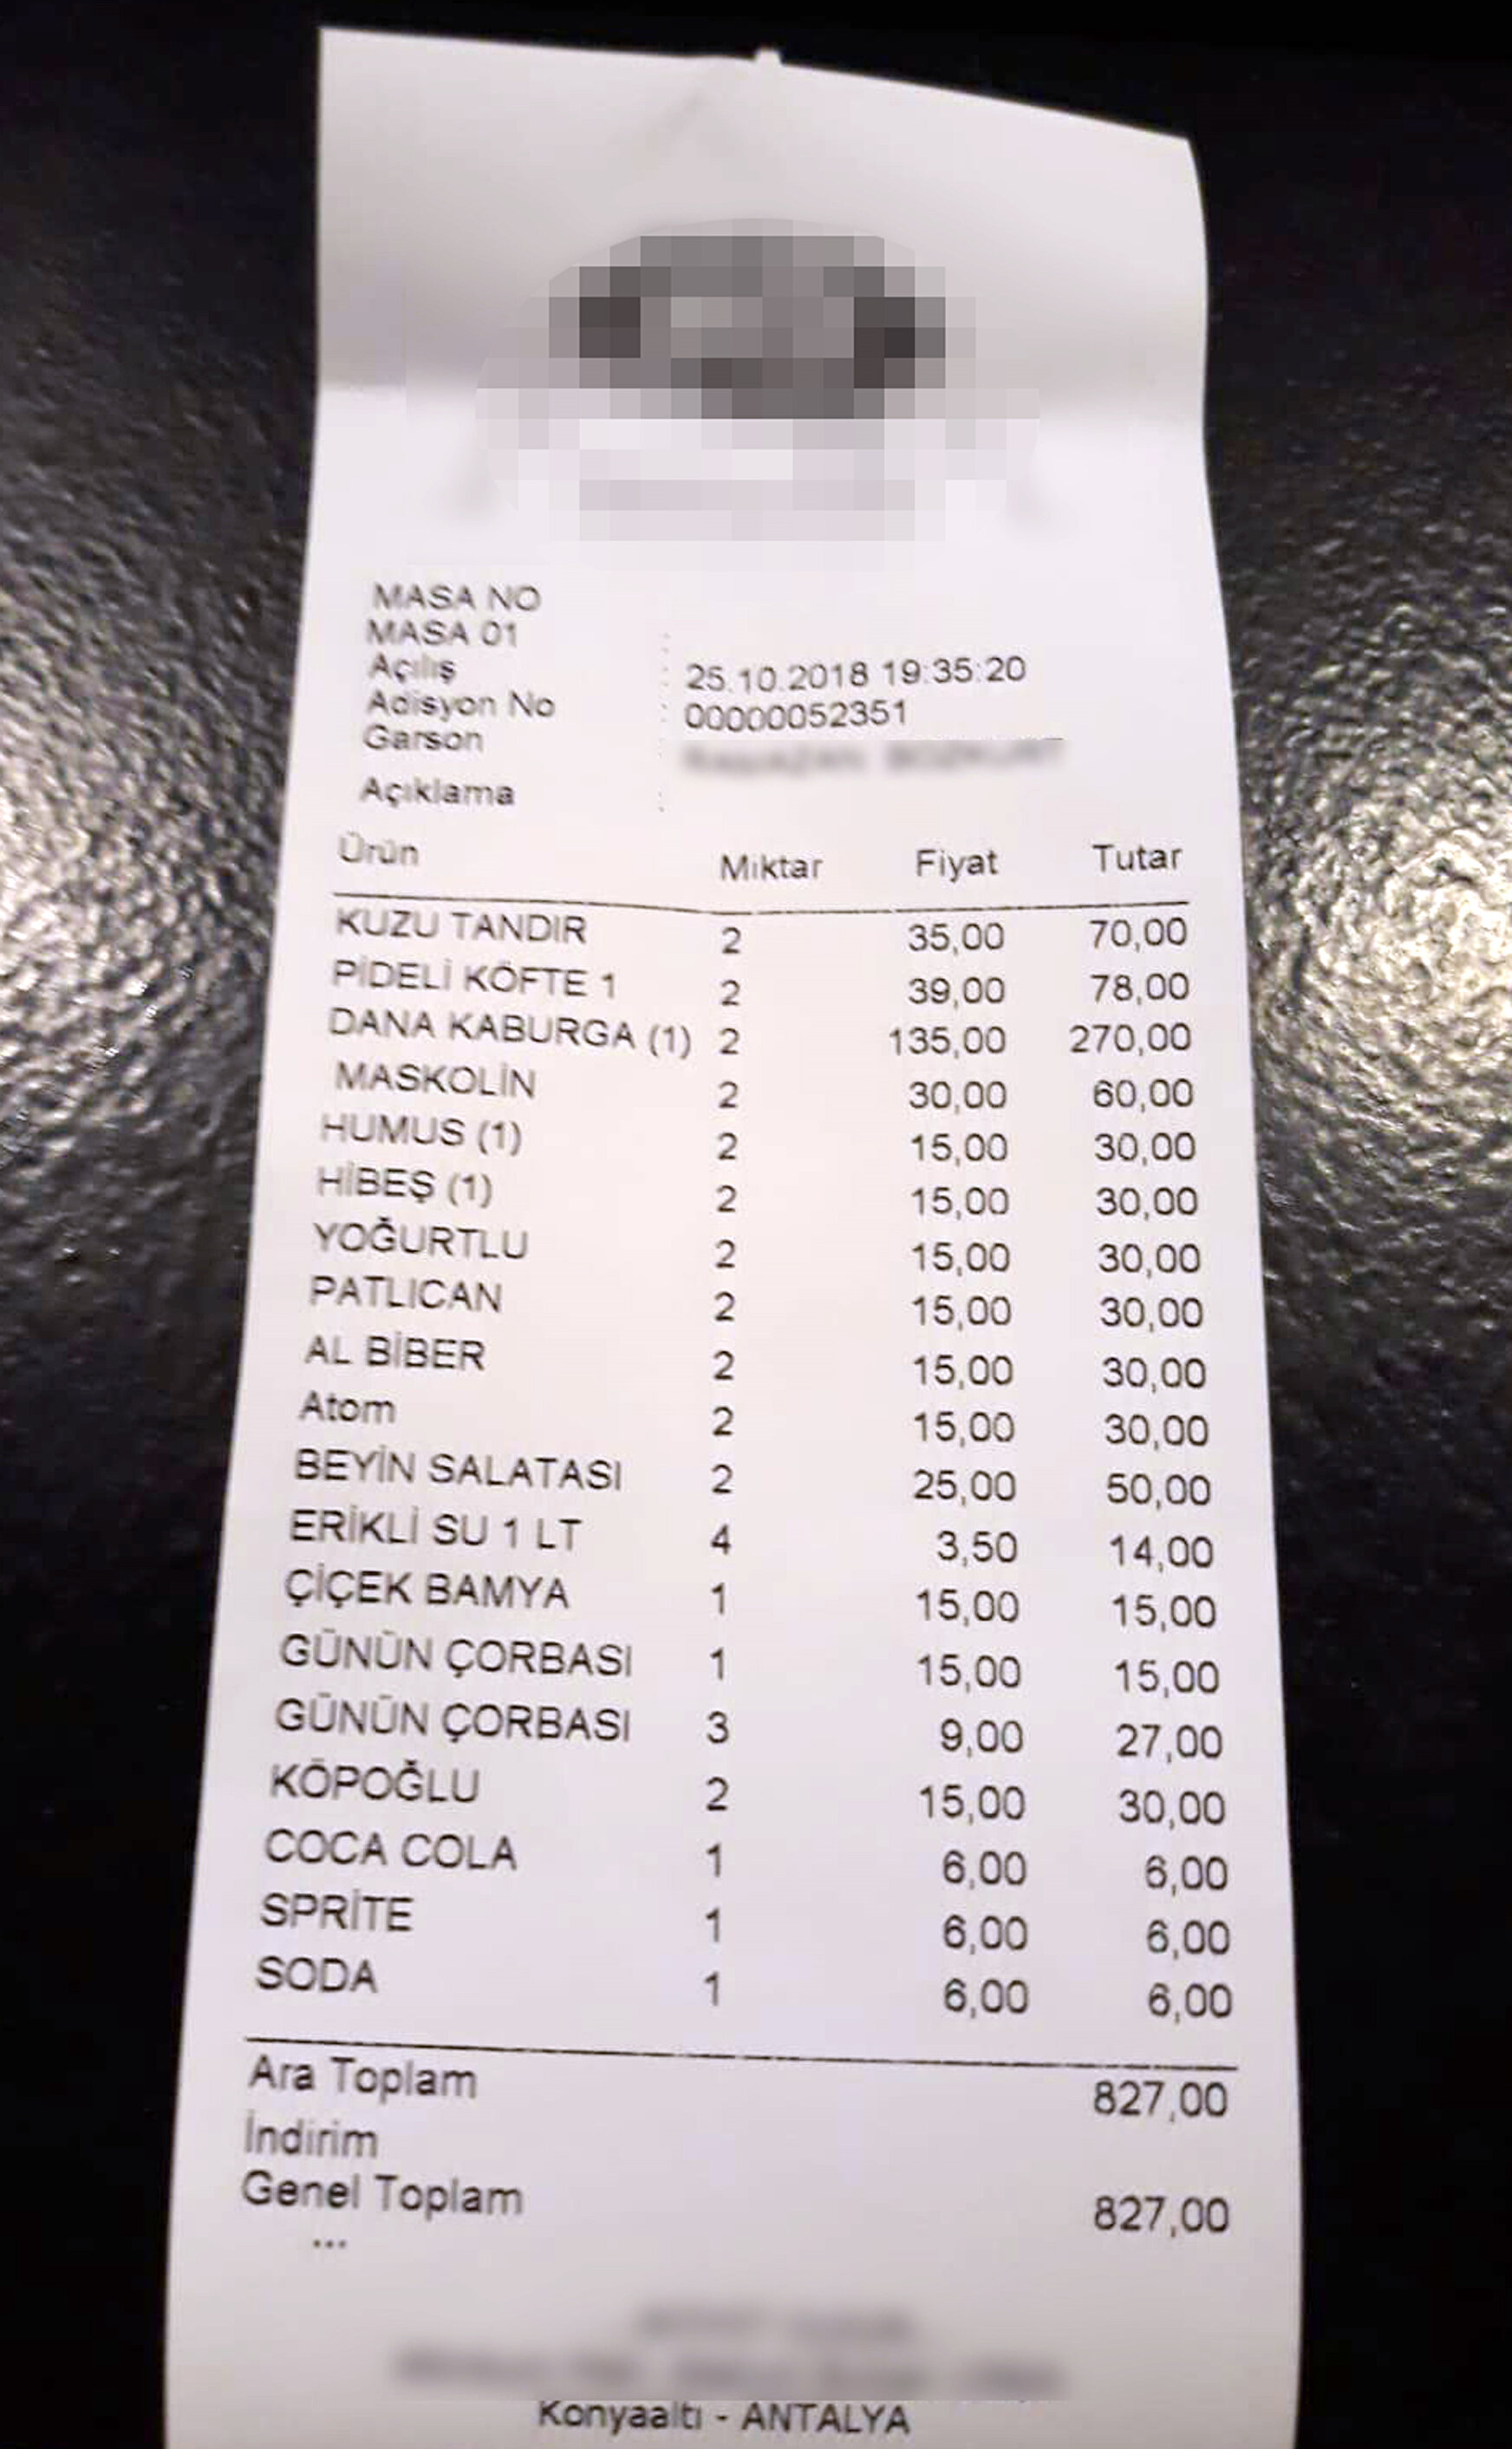 MASA NO
MASA 01 :
Açılış : 25.10.2018 19:35:20
Adisyon No : 00000052351
Garson
Açıklama :
Ürün Miktar Fiyat Tutar
KUZU TANDIR 2 35,00 70,00
PİDELİ KÖFTE 1 2 39,00 78,00
DANA KABURGA (1) 2 135,00 270,00
MASKOLİN 2 30,00 60,00
HUMUS (1) 2 15,00 30,00
HİBEŞ (1) 2 15,00 30,00
YOĞURTLU 2 15,00 30,00
PATLICAN 2 15,00 30,00
AL BİBER 2 15,00 30,00
Atom 2 15,00 30,00
BEYİN SALATASI 2 25,00 50,00
ERİKLİ SU 1 LT 4 3,50 14,00
ÇİÇEK BAMYA 1 15,00 15,00
GÜNÜN ÇORBASI 1 15,00 15,00
GÜNÜN ÇORBASI 3 9,00 27,00
KÖPOĞLU 2 15,00 30,00
COCA COLA 1 6,00 6,00
SPRİTE 1 6,00 6,00
SODA 1 6,00 6,00
Ara Toplam 827,00
İndirim
Genel Toplam 827,00
...
Konyaaltı - ANTALYA